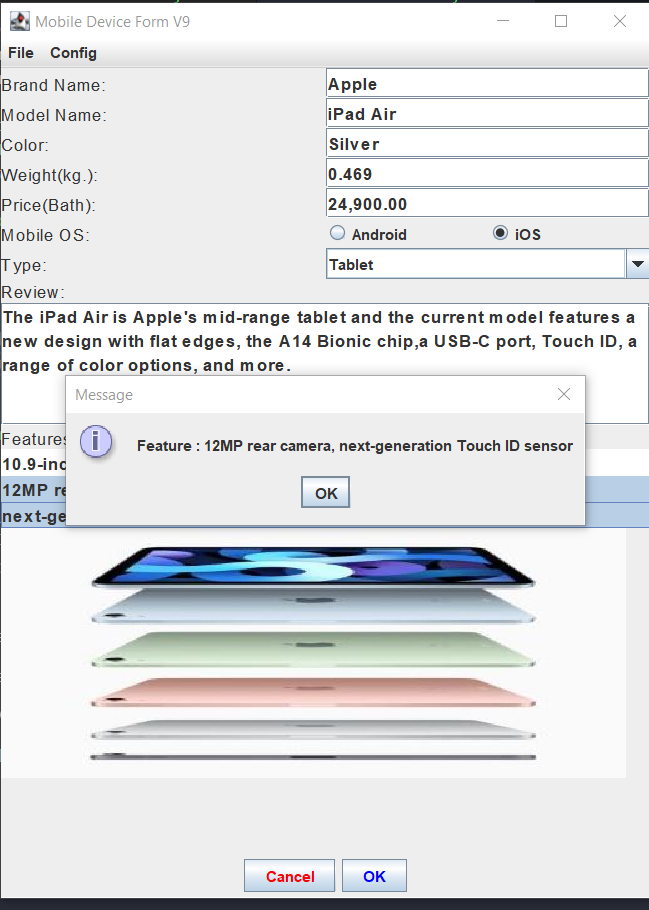 Mobile Device Form V9
File Config
Brand Name: Apple
Model Name: iPad Air
Color: Silver
Weight(kg.): 0.469
Price(Bath): 24,900.00
Mobile OS: Android iOS
Type: Tablet
Review:
The iPad Air is Apple's mid-range tablet and the current model features a
new design with flat edges, the A14 Bionic chip,a USB-C port, Touch ID, a
range of color options, and more.
Message
Feature : 12MP rear camera, next-generation Touch ID sensor
OK
Features
10.9-inc
12MP re
next-ge
Cancel OK